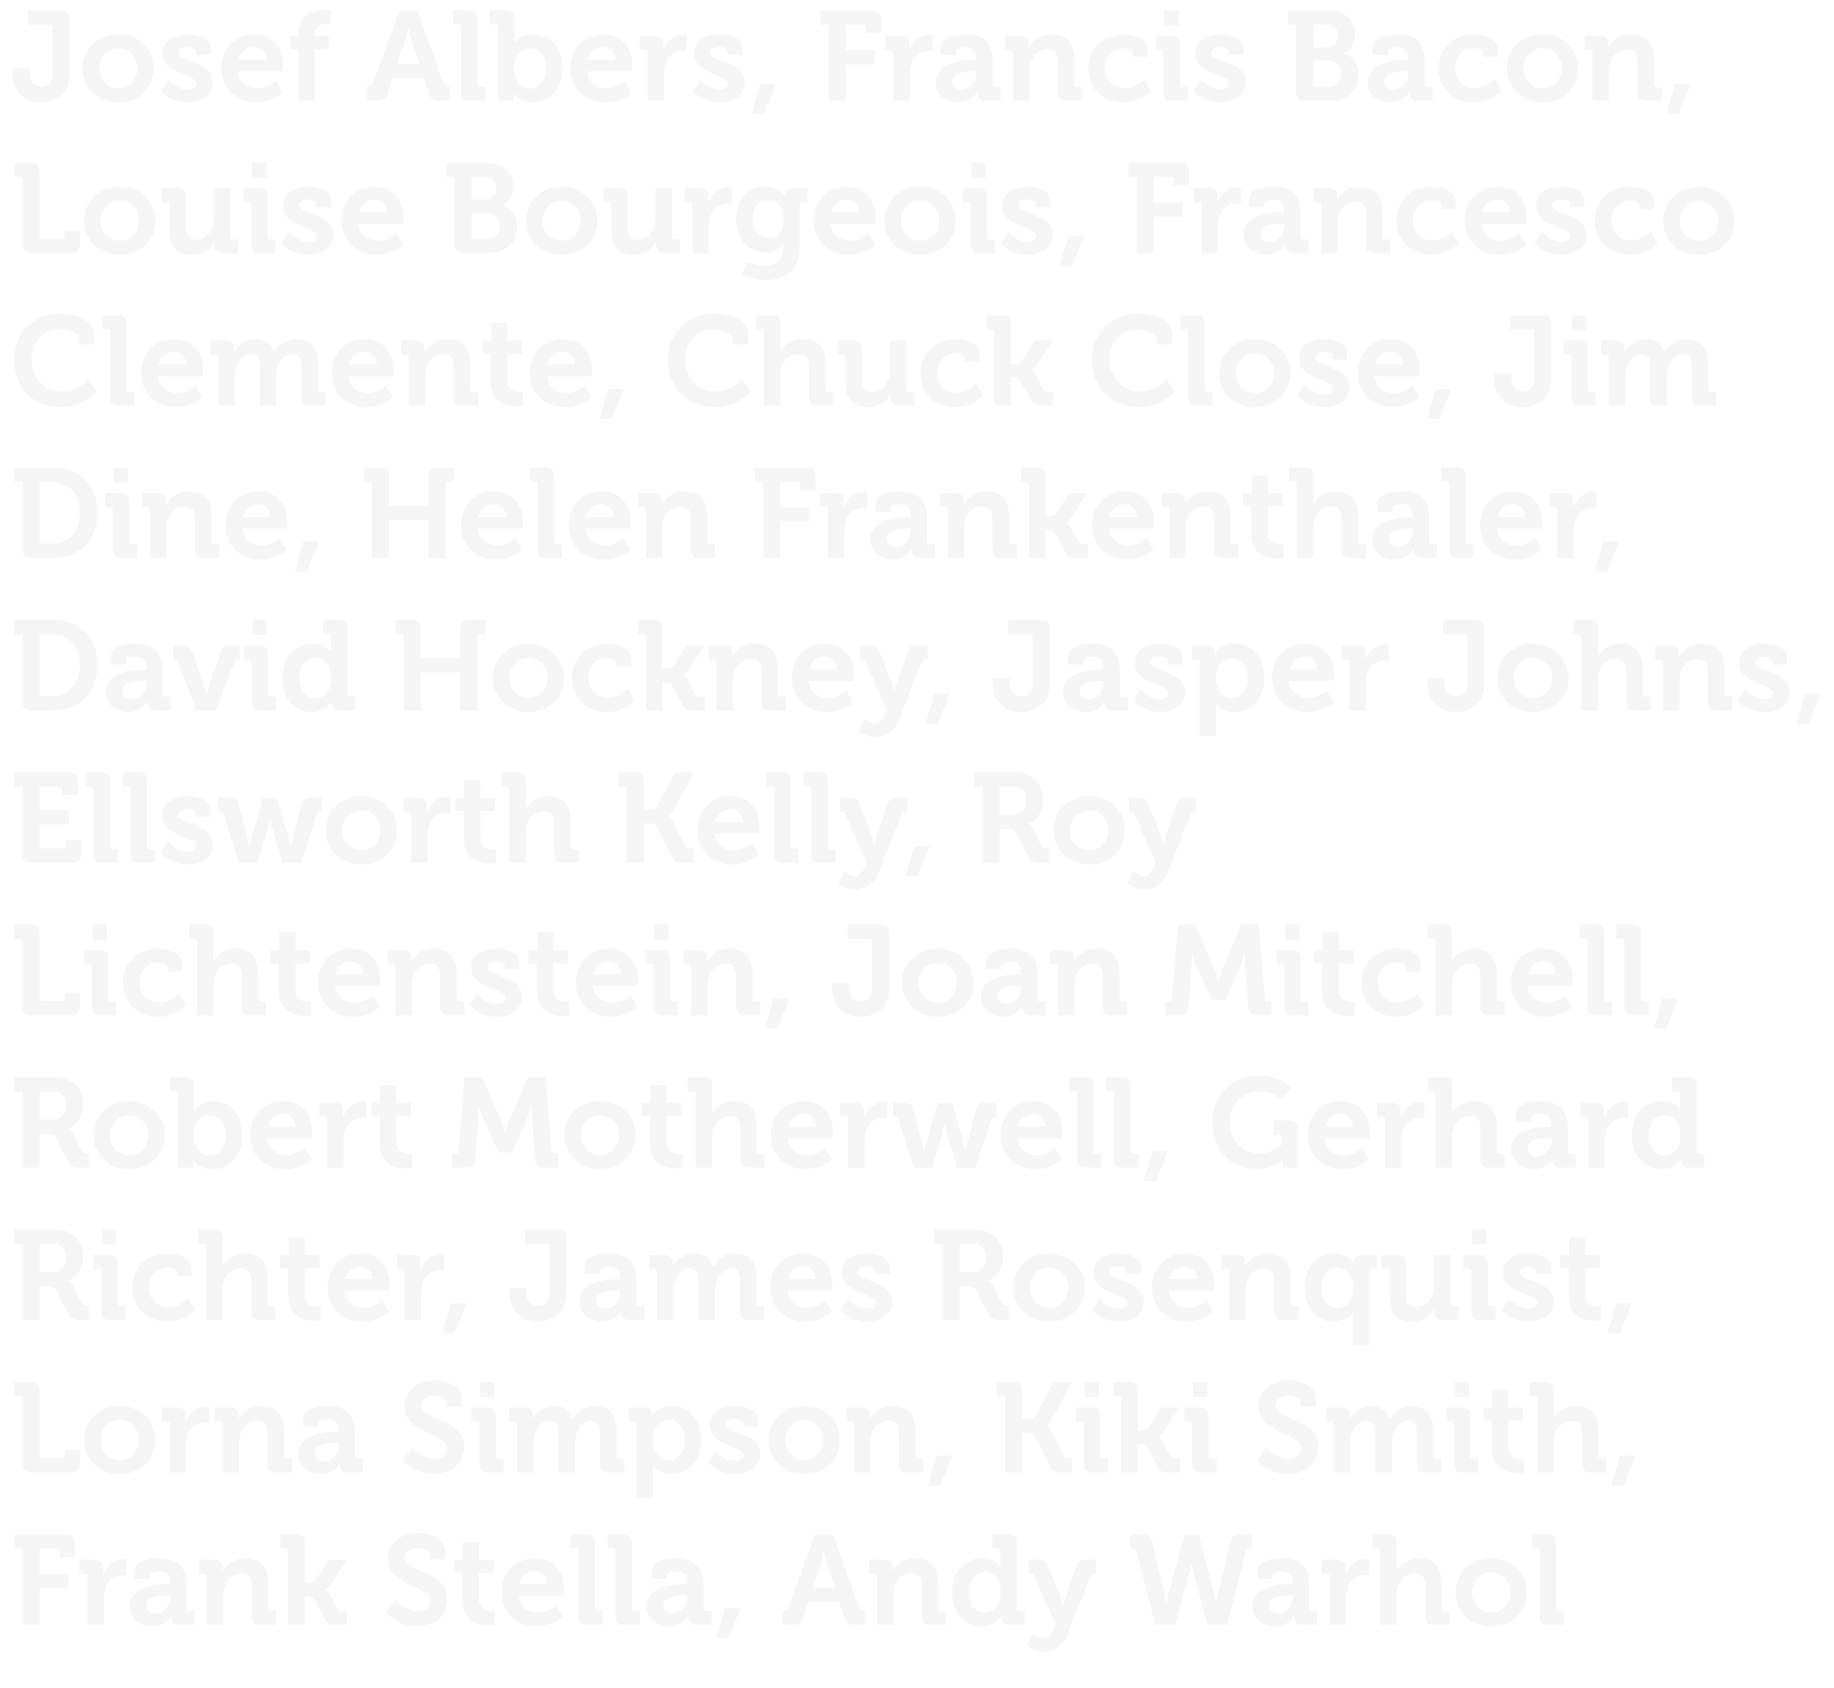 Josef Albers, Francis Bacon,
Louise Bourgeois, Francesco
Clemente, Chuck Close, Jim
Dine, Helen Frankenthaler,
David Hockney, Jasper Johns,
Ellsworth Kelly, Roy
Lichtenstein, Joan Mitchell,
Robert Motherwell, Gerhard
Richter, James Rosenquist,
Lorna Simpson, Kiki Smith,
Frank Stella, Andy Warhol